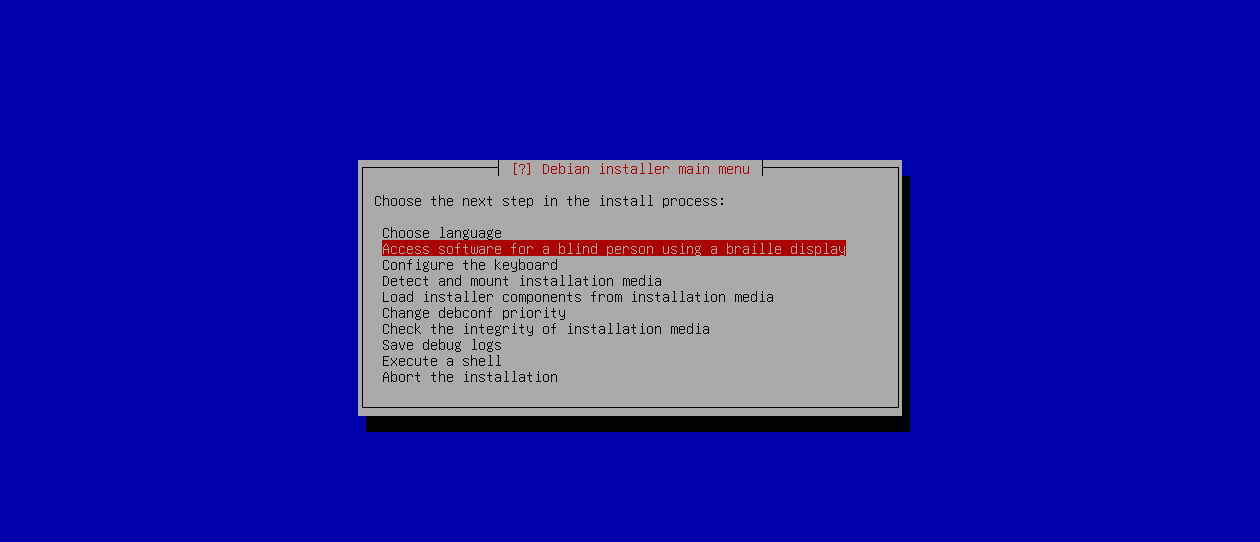 [?] Debian installer main menu
Choose the next step in the install process:
Choose language
Access software for a blind person using a braille display
Configure the keyboard
Detect and mount installation media
Load installer components from installation media
Change debconf priority
Check the integrity of installation media
Save debug logs
Execute a shell
Abort the installation